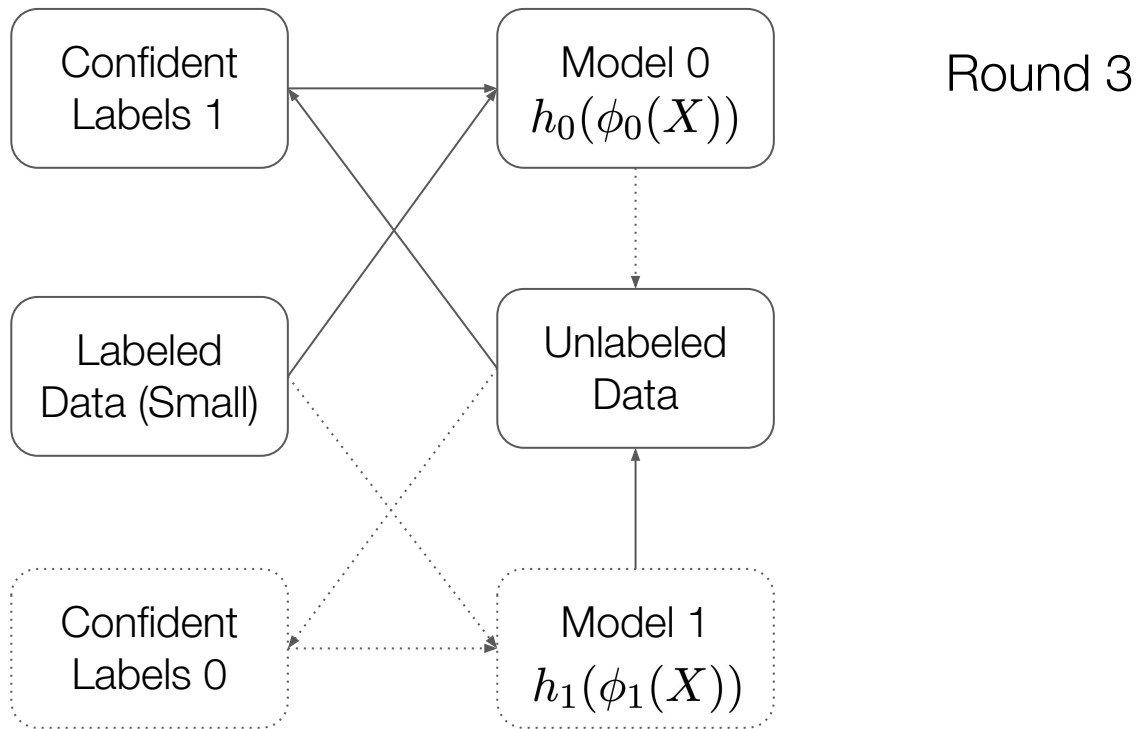 Confident
Labels 1
Model 0
h₀(ϕ₀(X))
Round 3
Labeled
Data (Small)
Unlabeled
Data
Confident
Labels 0
Model 1
h₁(ϕ₁(X))